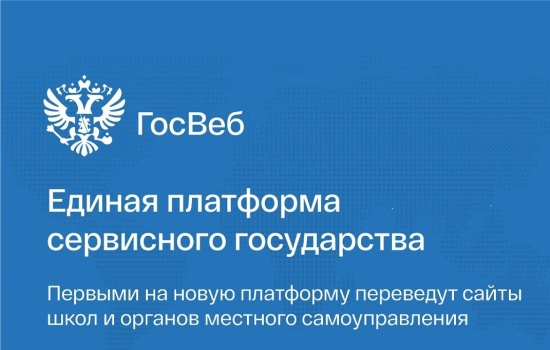 ГосВеб
Единая платформа
сервисного государства
Первыми на новую платформу переведут сайты
школ и органов местного самоуправления